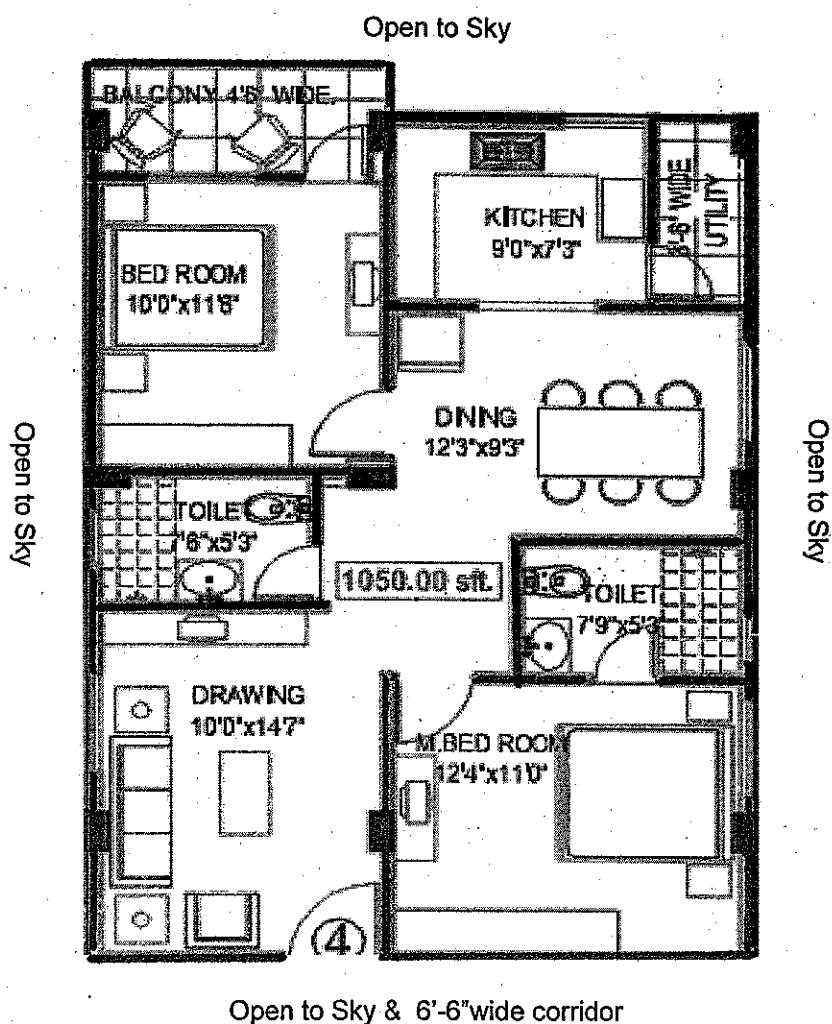 Open to Sky
BALCONY 4'6" WIDE
KITCHEN
9'0"x7'3"
WIDE
UTILITY
BED ROOM
10'0"x11'6"
DINING
12'3"x9'3"
Open to Sky
Open to Sky
TOILET
7'6"x5'3"
1050.00 sft.
TOILET
7'9"x5'3
DRAWING
10'0"x14'7"
M.BED ROOM
12'4"x11'0"
4
Open to Sky & 6'-6"wide corridor